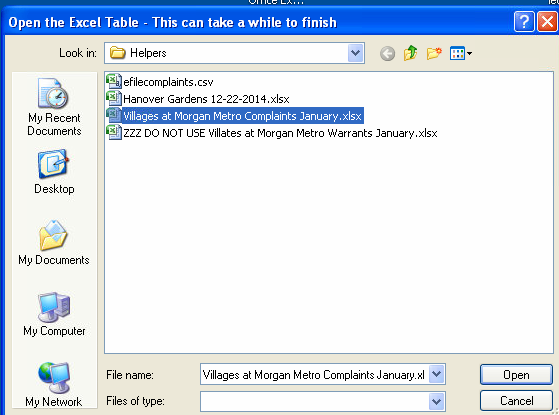 Office Ex...
Open the Excel Table - This can take a while to finish
Look in:
Helpers
My Recent
Documents
Desktop
My Documents
My Computer
My Network
efilecomplaints.csv
Hanover Gardens 12-22-2014.xlsx
Villages at Morgan Metro Complaints January.xlsx
ZZZ DO NOT USE Villates at Morgan Metro Warrants January.xlsx
File name:
Villages at Morgan Metro Complaints January.xl
Open
Files of type:
Cancel